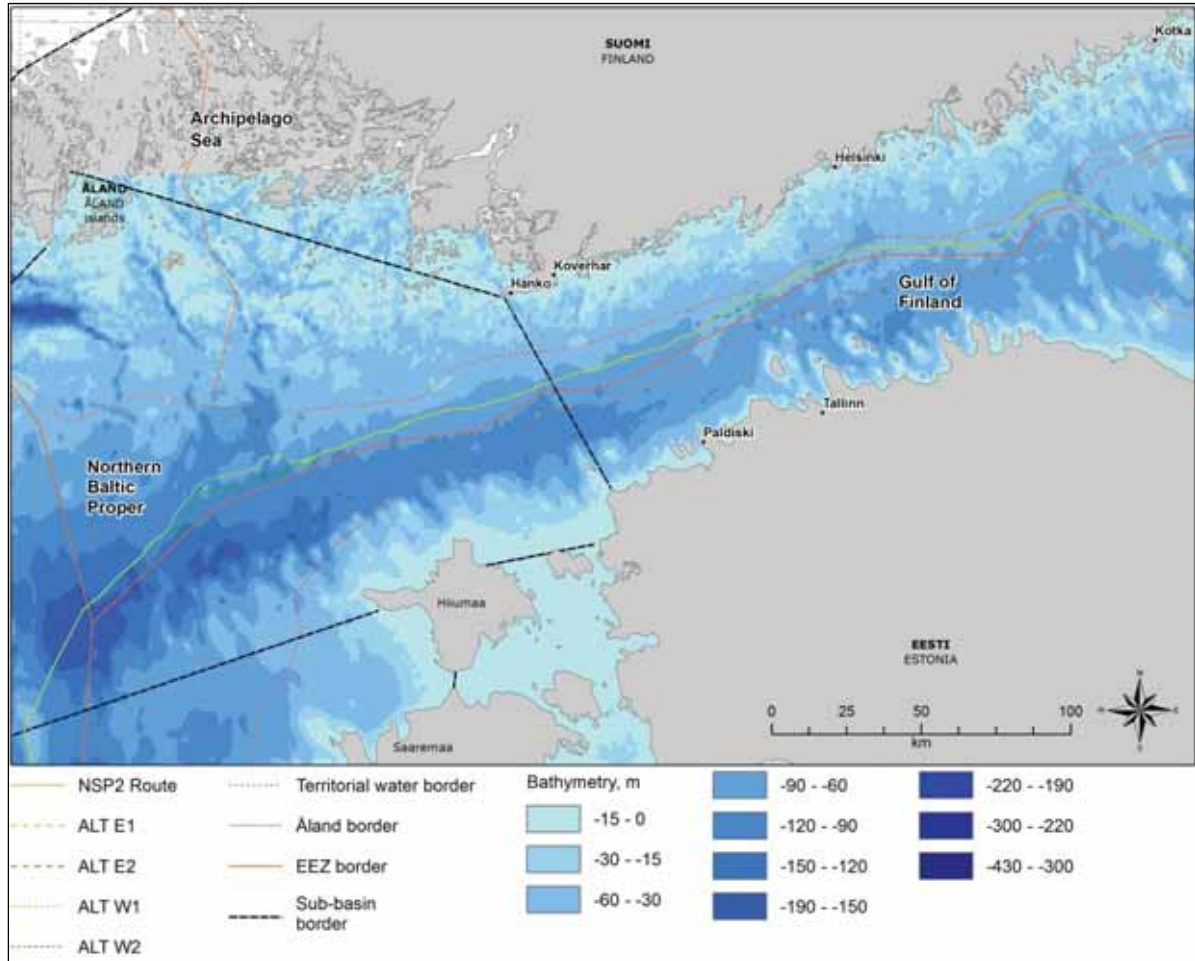 Kotka
SUOMI
FINLAND
Archipelago
Sea
Helsinki
ÅLAND
ÅLAND
islands
Koverhar
Hanko
Gulf of
Finland
Tallinn
Paldiski
Northern
Baltic
Proper
Hiiumaa
EESTI
ESTONIA
N
S
0 25 50 100
km
Saaremaa
NSP2 Route
ALT E1
ALT E2
ALT W1
ALT W2
Territorial water border
Åland border
EEZ border
Sub-basin
border
Bathymetry, m
-15 - 0
-30 - -15
-60 - -30
-90 - -60
-120 - -90
-150 - -120
-190 - -150
-220 - -190
-300 - -220
-430 - -300